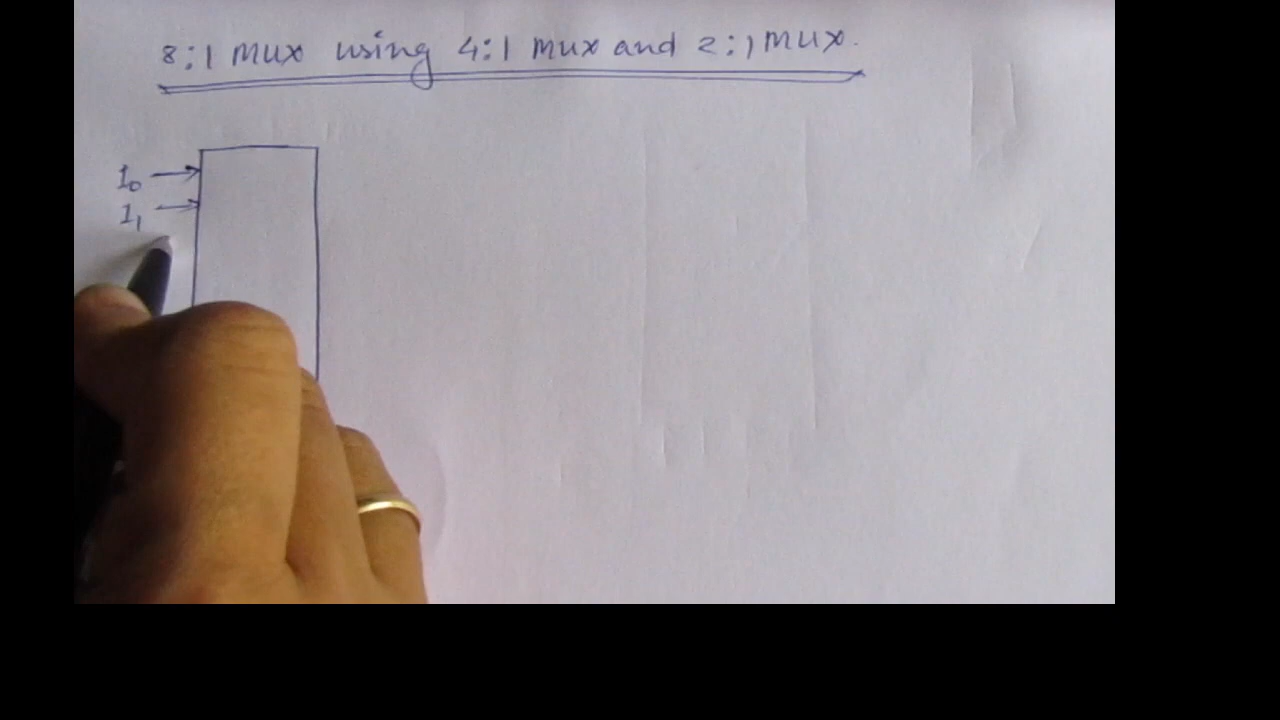 8:1 mux using 4:1 mux and 2:1 mux.
I₀
I₁